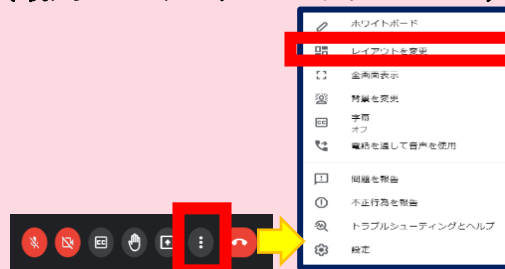 ホワイトボード
レイアウトを変更
全画面表示
背景を変更
CC
字幕
オフ
電話を通して音声を使用
問題を報告
不正行為を報告
トラブルシューティングとヘルプ
設定
CC